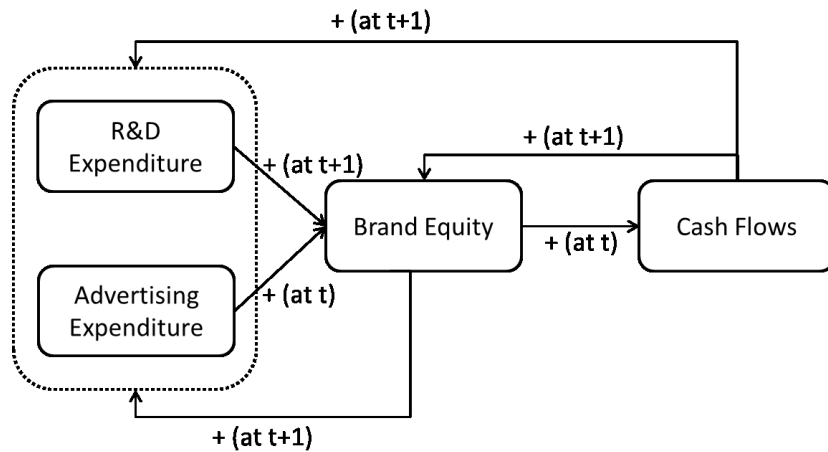 + (at t+1)
R&D
Expenditure
+ (at t+1)
+ (at t+1)
Brand Equity
+ (at t)
Cash Flows
Advertising
Expenditure
+ (at t)
+ (at t+1)